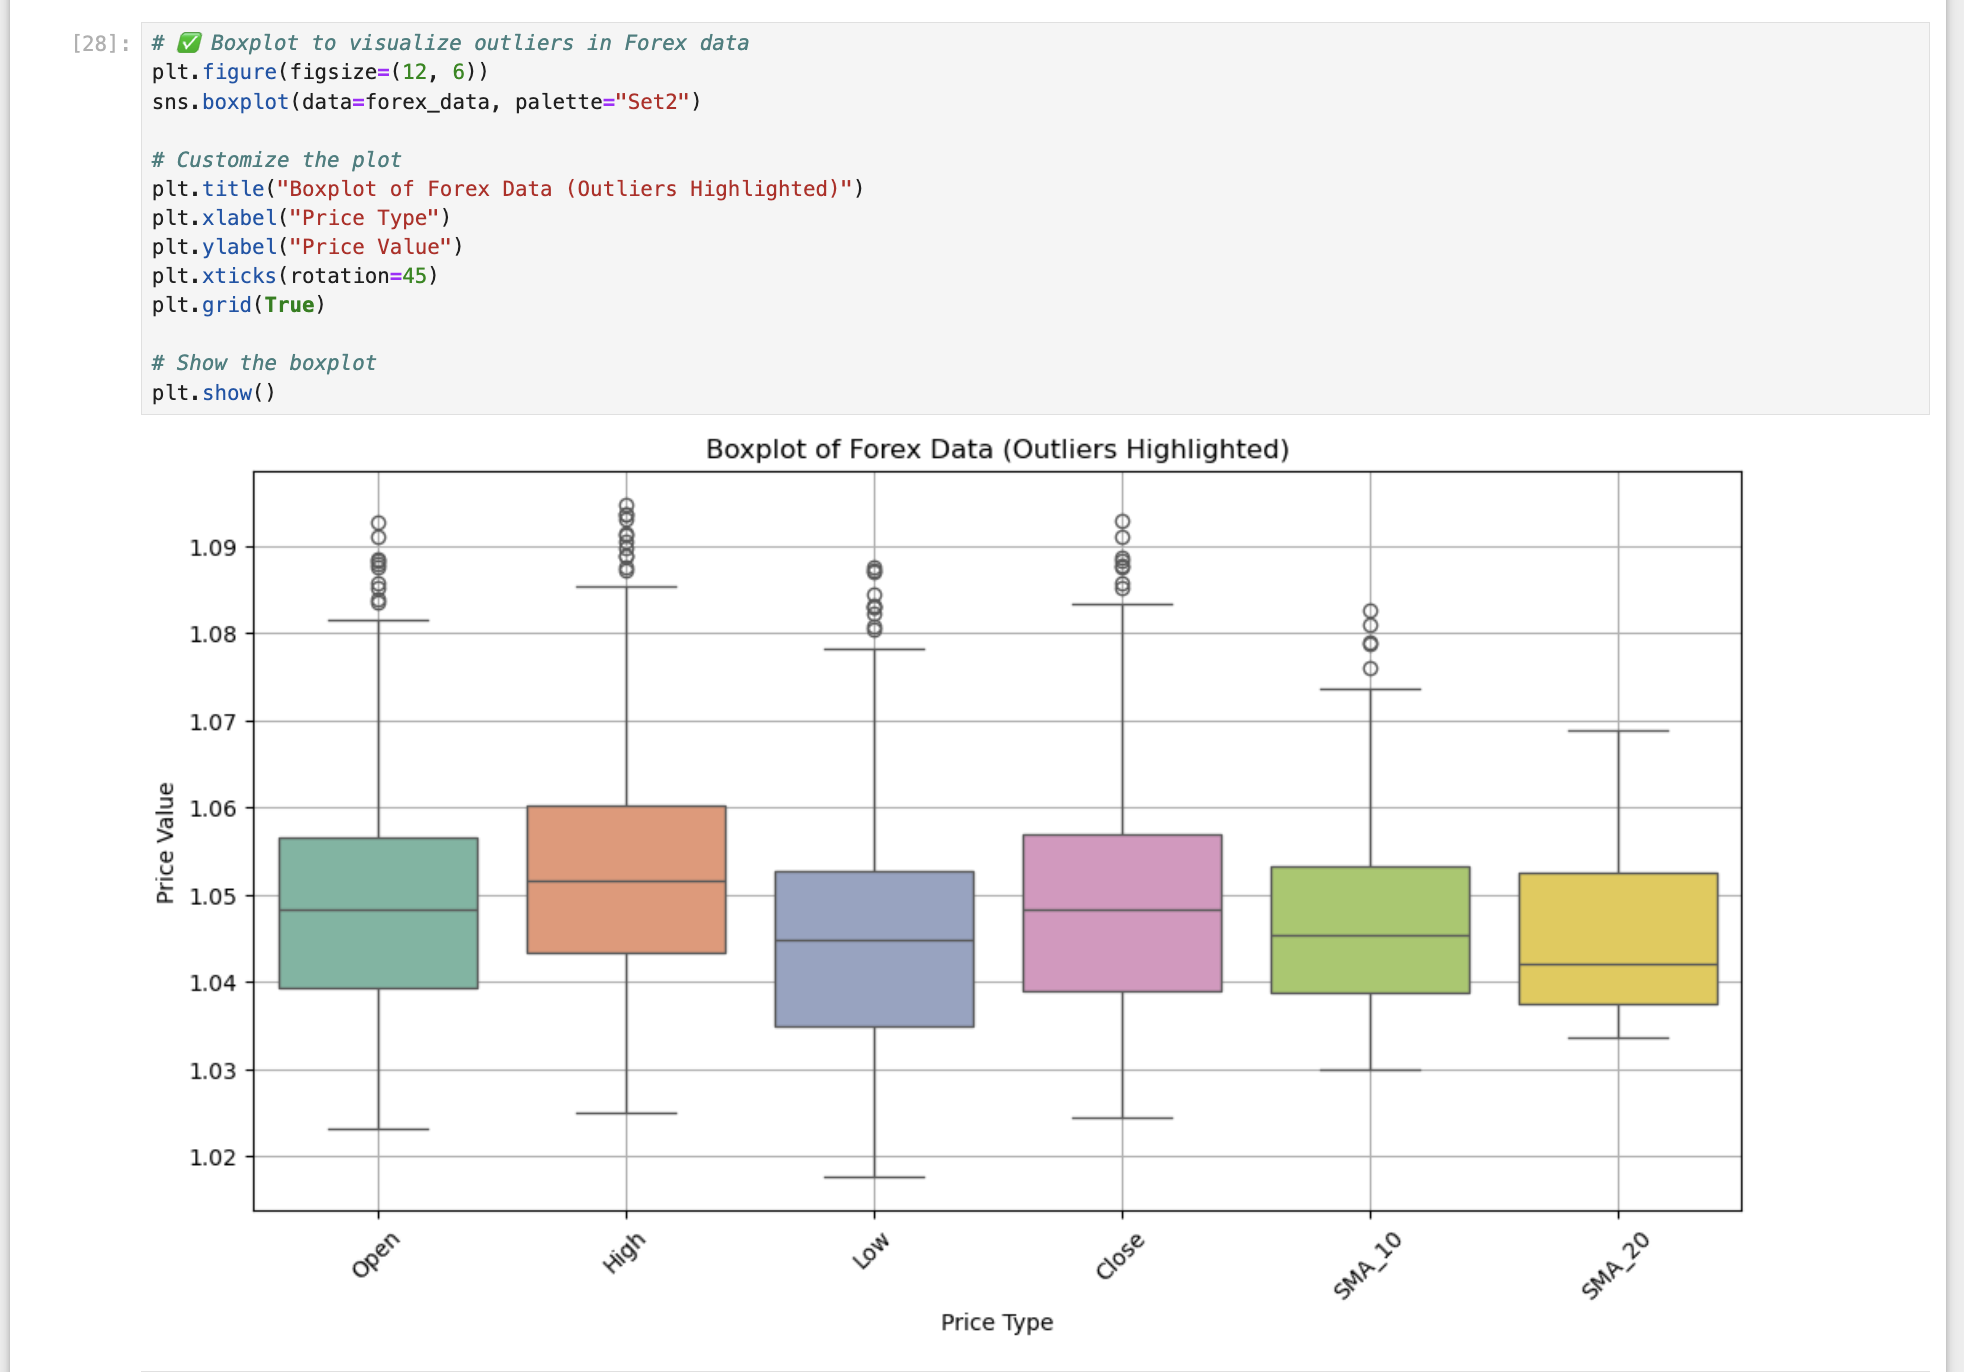 [28]: # ✅ Boxplot to visualize outliers in Forex data
plt.figure(figsize=(12, 6))
sns.boxplot(data=forex_data, palette="Set2")
# Customize the plot
plt.title("Boxplot of Forex Data (Outliers Highlighted)")
plt.xlabel("Price Type")
plt.ylabel("Price Value")
plt.xticks(rotation=45)
plt.grid(True)
# Show the boxplot
plt.show()
Boxplot of Forex Data (Outliers Highlighted)
1.09
1.08
1.07
1.06
1.05
1.04
1.03
1.02
Price Value
Open High Low Close SMA_10 SMA_20
Price Type